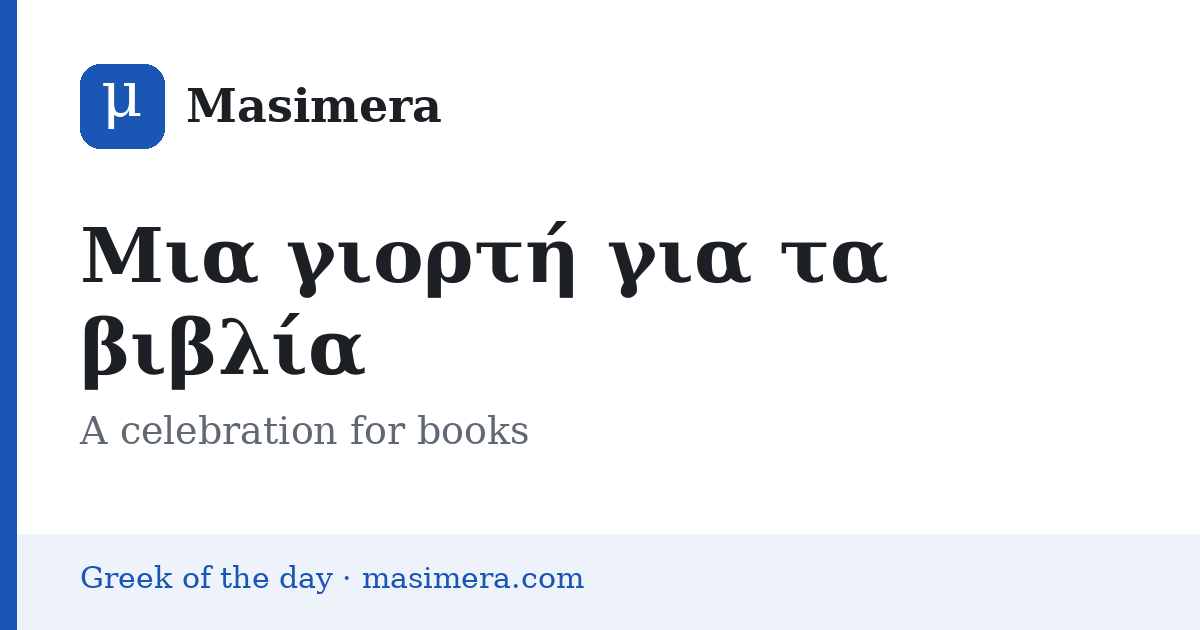 μ
Masimera
Μια γιορτή για τα
βιβλία
A celebration for books
Greek of the day · masimera.com